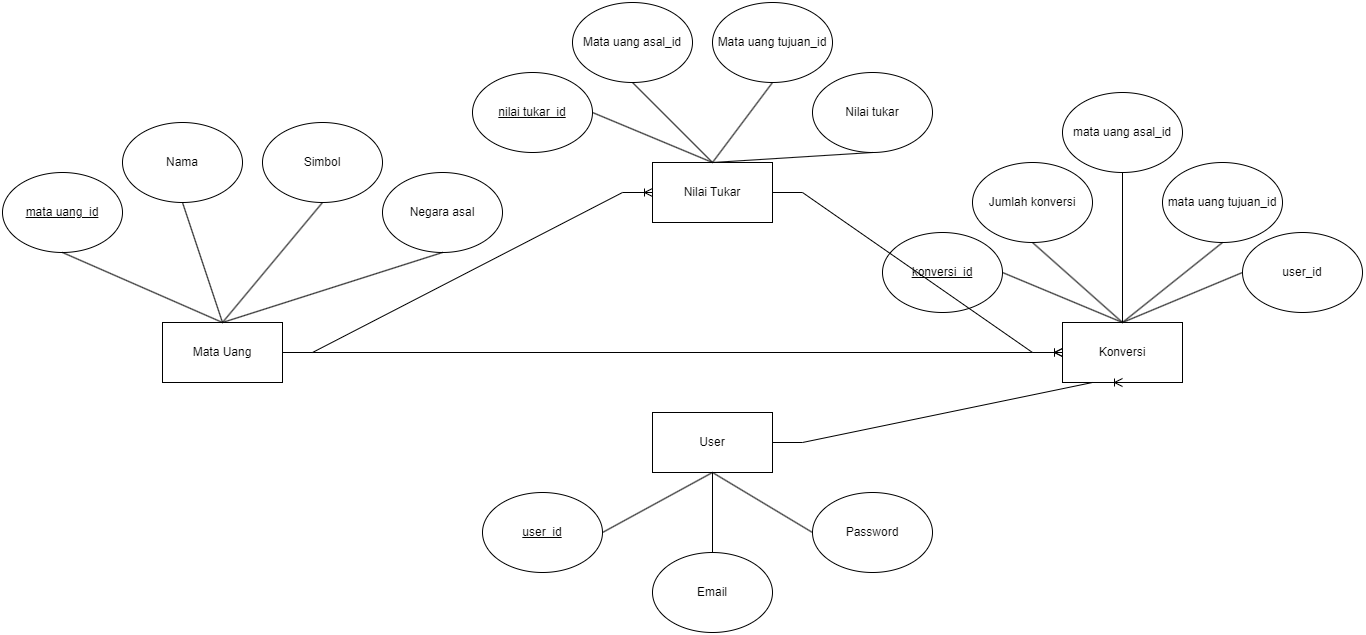 Mata uang asal_id
Mata uang tujuan_id
nilai tukar_id
Nilai tukar
mata uang asal_id
Nama
Simbol
Nilai Tukar
Jumlah konversi
mata uang tujuan_id
mata uang_id
Negara asal
konversi_id
user_id
Mata Uang
Konversi
User
user_id
Password
Email